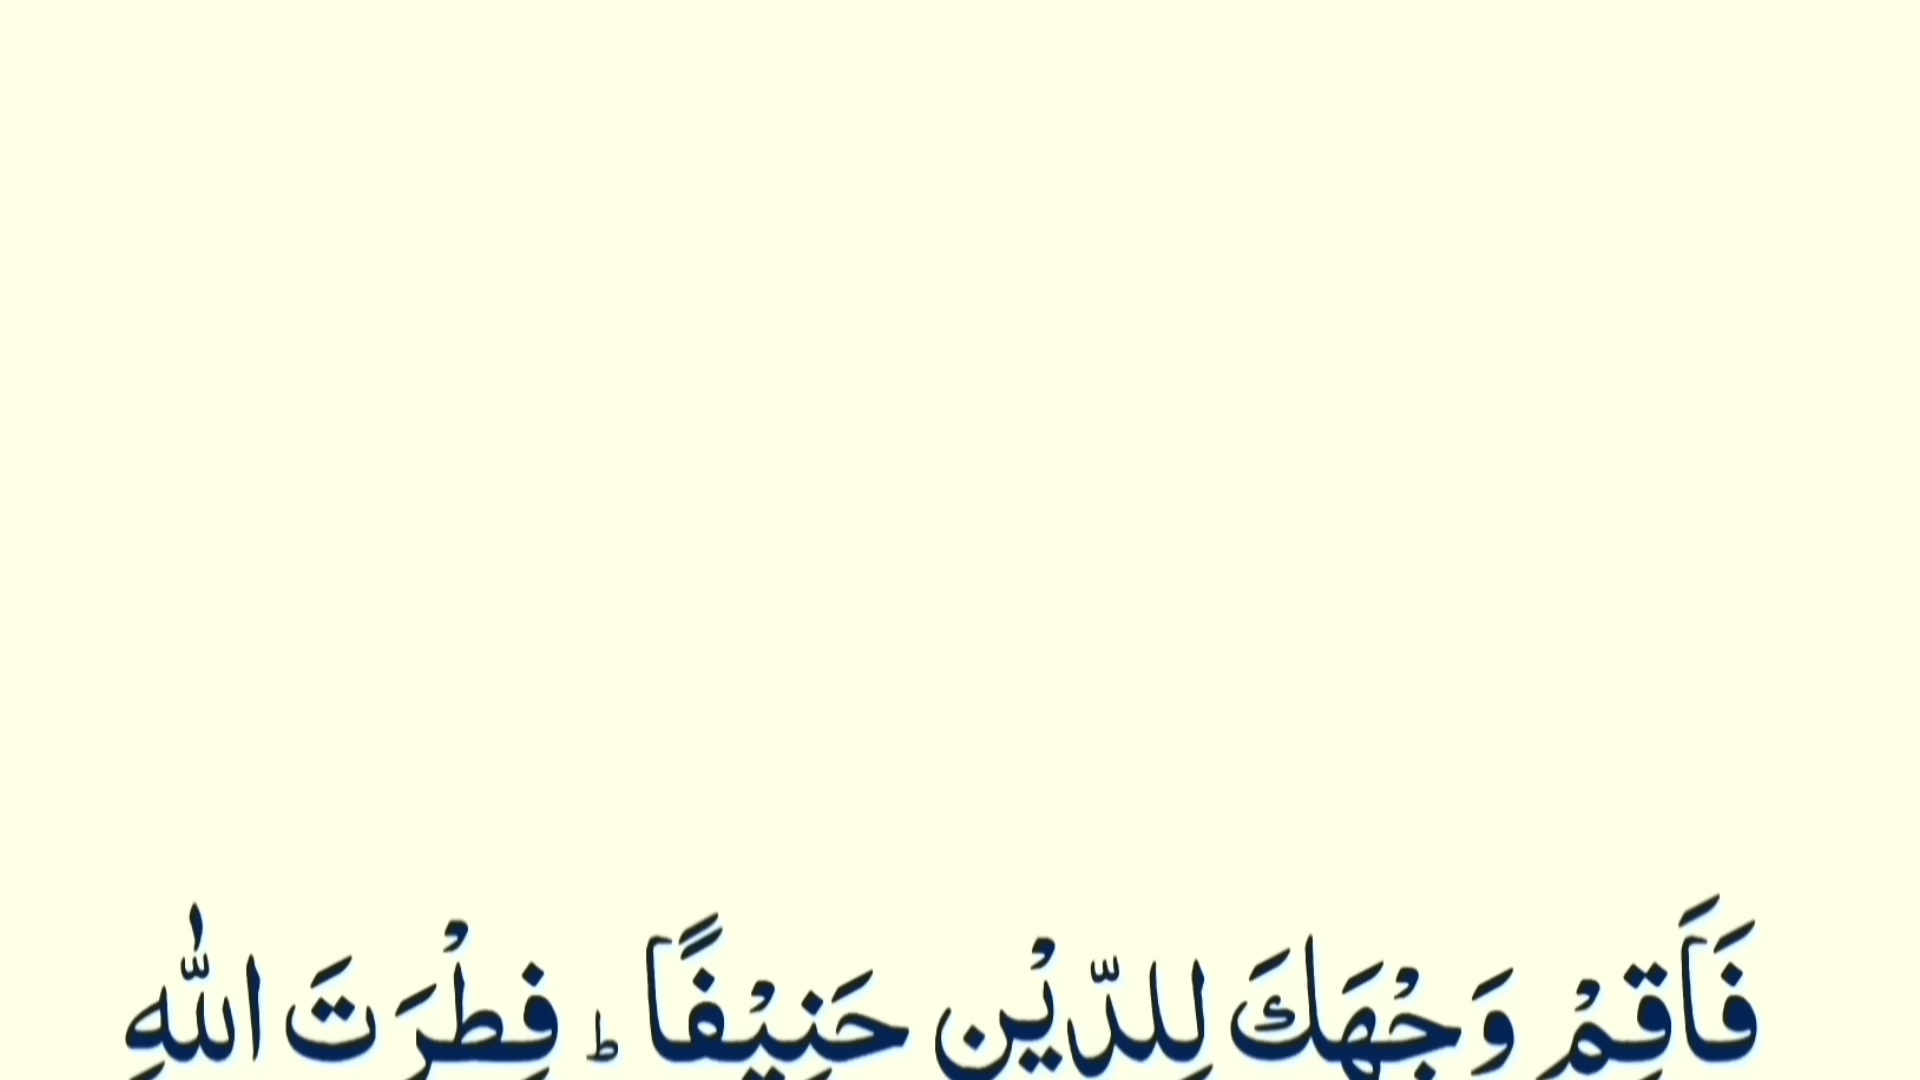 فَاَقِمْ وَجْهَكَ لِلدِّيْنِ حَنِيْفًا ؕ فِطْرَتَ اللّٰهِ